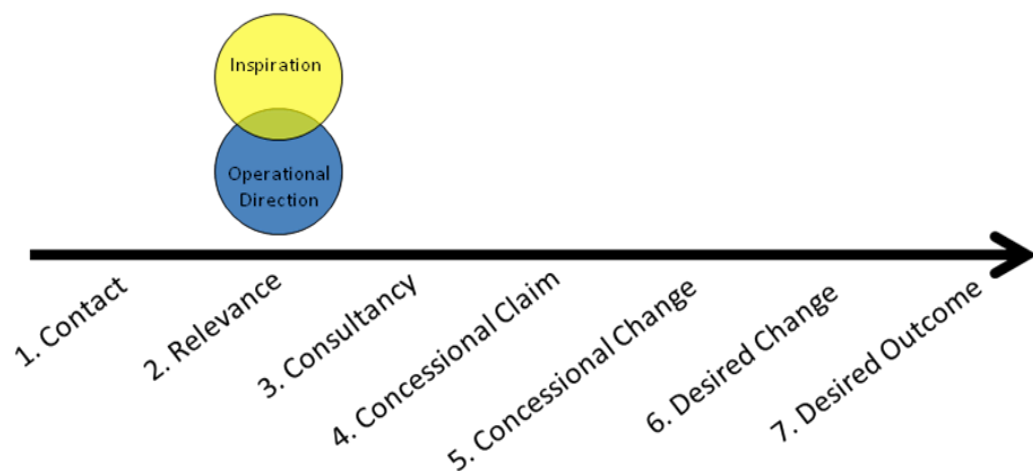 Inspiration
Operational
Direction
1. Contact
2. Relevance
3. Consultancy
4. Concessional Claim
5. Concessional Change
6. Desired Change
7. Desired Outcome